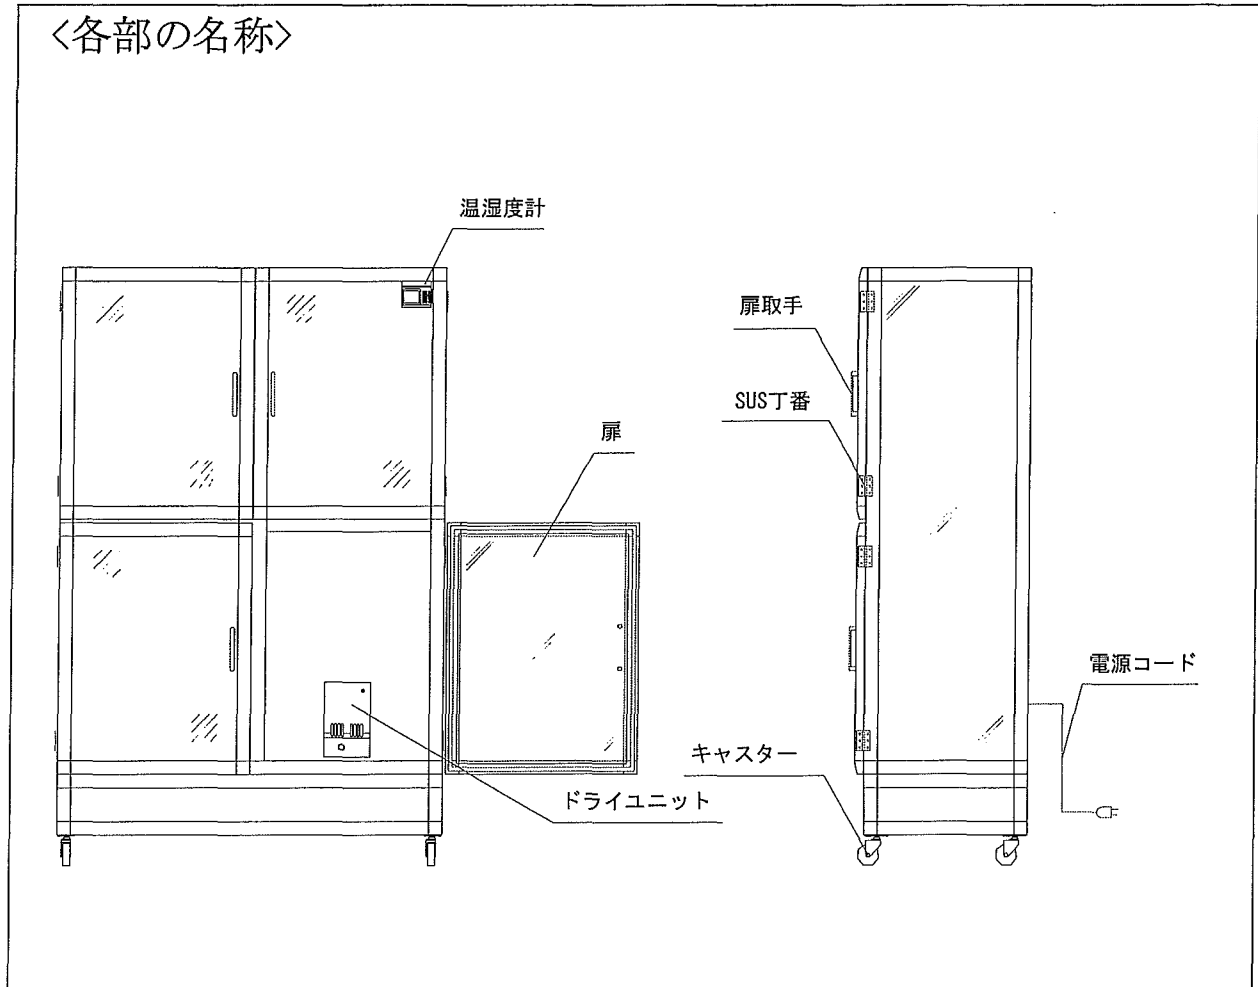 <各部の名称>
温湿度計
扉取手
SUS丁番
扉
電源コード
キャスター
ドライユニット